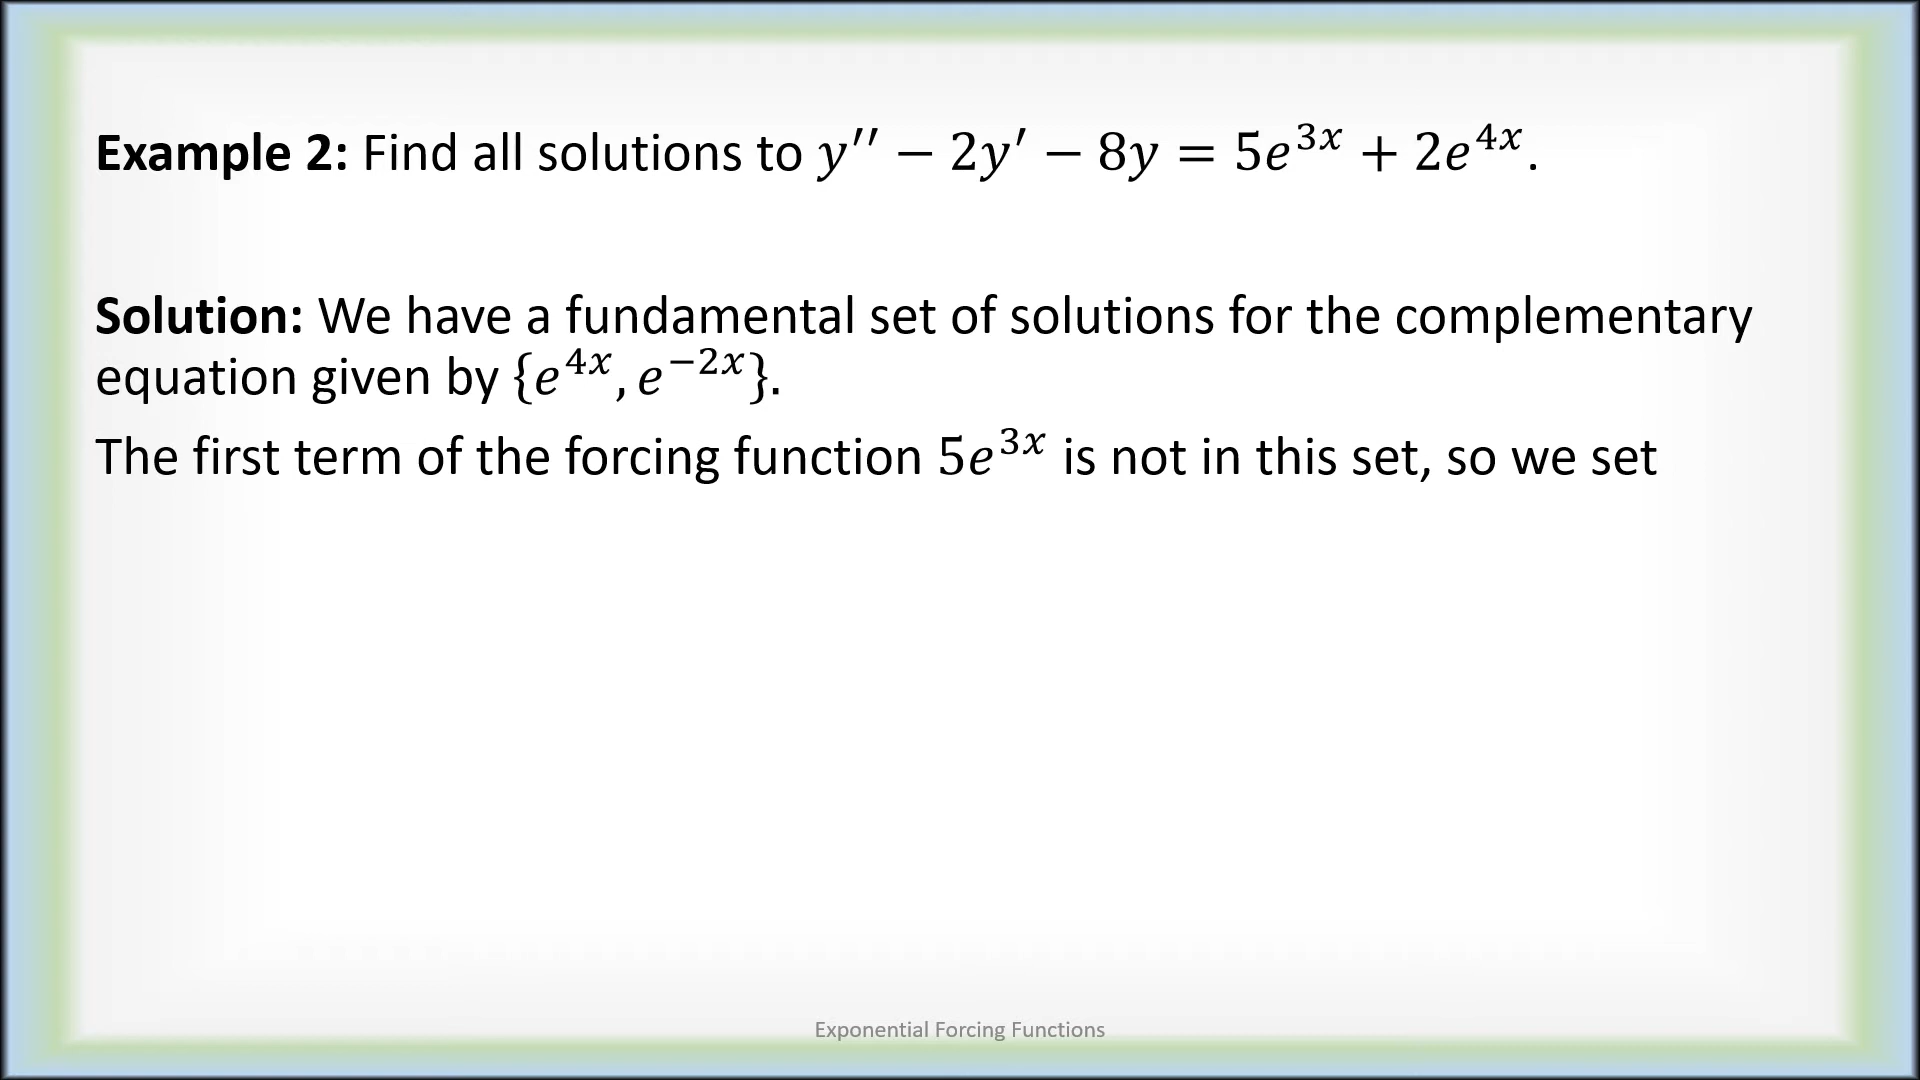 Example 2: Find all solutions to y′′ − 2y′ − 8y = 5e^{3x} + 2e^{4x}.
Solution: We have a fundamental set of solutions for the complementary
equation given by {e^{4x}, e^{−2x}}.
The first term of the forcing function 5e^{3x} is not in this set, so we set
Exponential Forcing Functions